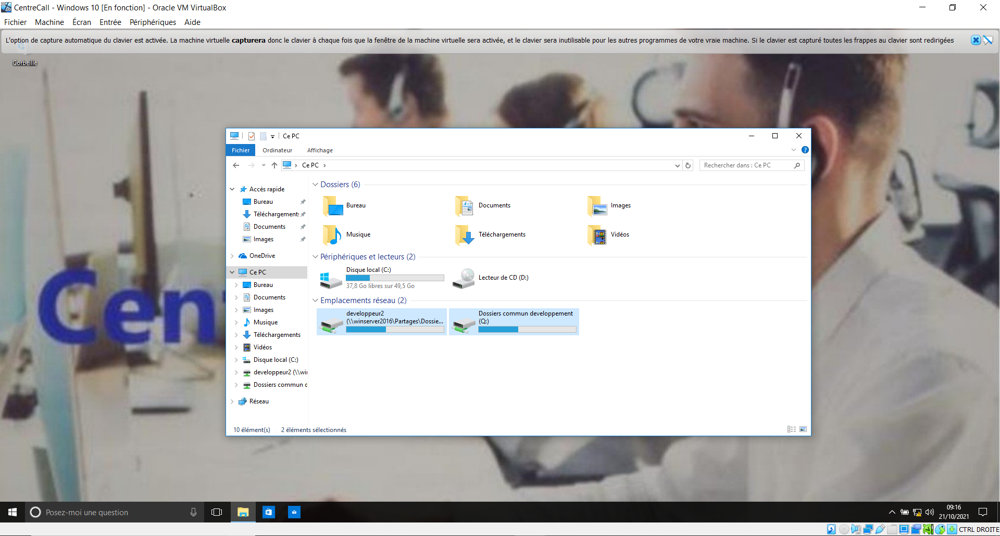 CentreCall - Windows 10 [En fonction] - Oracle VM VirtualBox
Fichier Machine Écran Entrée Périphériques Aide
L'option de capture automatique du clavier est activée. La machine virtuelle capturera donc le clavier à chaque fois que la fenêtre de la machine virtuelle sera activée, et le clavier sera inutilisable pour les autres programmes de votre vraie machine. Si le clavier est capturé toutes les frappes au clavier sont redirigées
Corbeille
Cen
Ce PC
Fichier Ordinateur Affichage
Ce PC
Rechercher dans : Ce PC
Accès rapide
Bureau
Téléchargements
Documents
Images
OneDrive
Ce PC
Bureau
Documents
Images
Musique
Téléchargements
Vidéos
Disque local (C:)
developpeur2 (\\wi
Dossiers commun d
Réseau
Dossiers (6)
Bureau Documents Images
Musique Téléchargements Vidéos
Périphériques et lecteurs (2)
Disque local (C:)
37,8 Go libres sur 49,5 Go
Lecteur de CD (D:)
Emplacements réseau (2)
developpeur2
(\\winserver2016\Partages\Dossie...
Dossiers commun developpement
(Q:)
10 élément(s) 2 éléments sélectionnés
Posez-moi une question
09:16
21/10/2021
CTRL DROITE